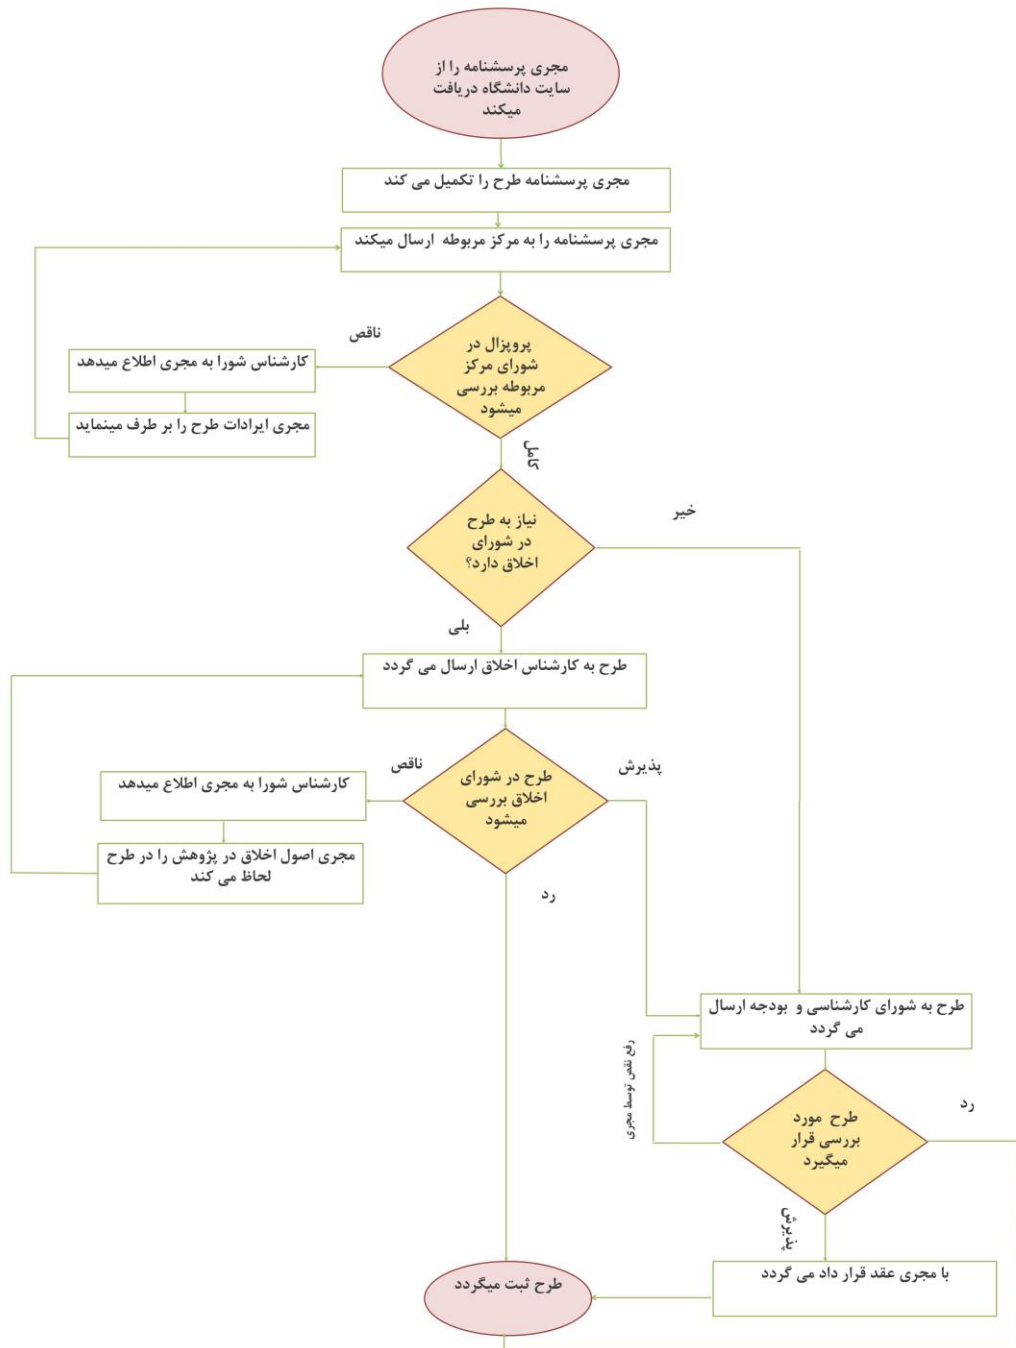 مجری پرسشنامه را از
سایت دانشگاه دریافت
میکند
مجری پرسشنامه طرح را تکمیل می کند
مجری پرسشنامه را به مرکز مربوطه ارسال میکند
پروپزال در
شورای مرکز
مربوطه بررسی
میشود
ناقص
کارشناس شورا به مجری اطلاع میدهد
مجری ایرادات طرح را بر طرف مینماید
کامل
نیاز به طرح
در شورای
اخلاق دارد؟
خیر
بلی
طرح به کارشناس اخلاق ارسال می گردد
طرح در شورای
اخلاق بررسی
میشود
پذیرش
ناقص
کارشناس شورا به مجری اطلاع میدهد
مجری اصول اخلاق در پژوهش را در طرح
لحاظ می کند
رد
طرح به شورای کارشناسی و بودجه ارسال
می گردد
رفع نقص توسط مجری
طرح مورد
بررسی قرار
میگیرد
رد
پذیرش
با مجری عقد قرار داد می گردد
طرح ثبت میگردد